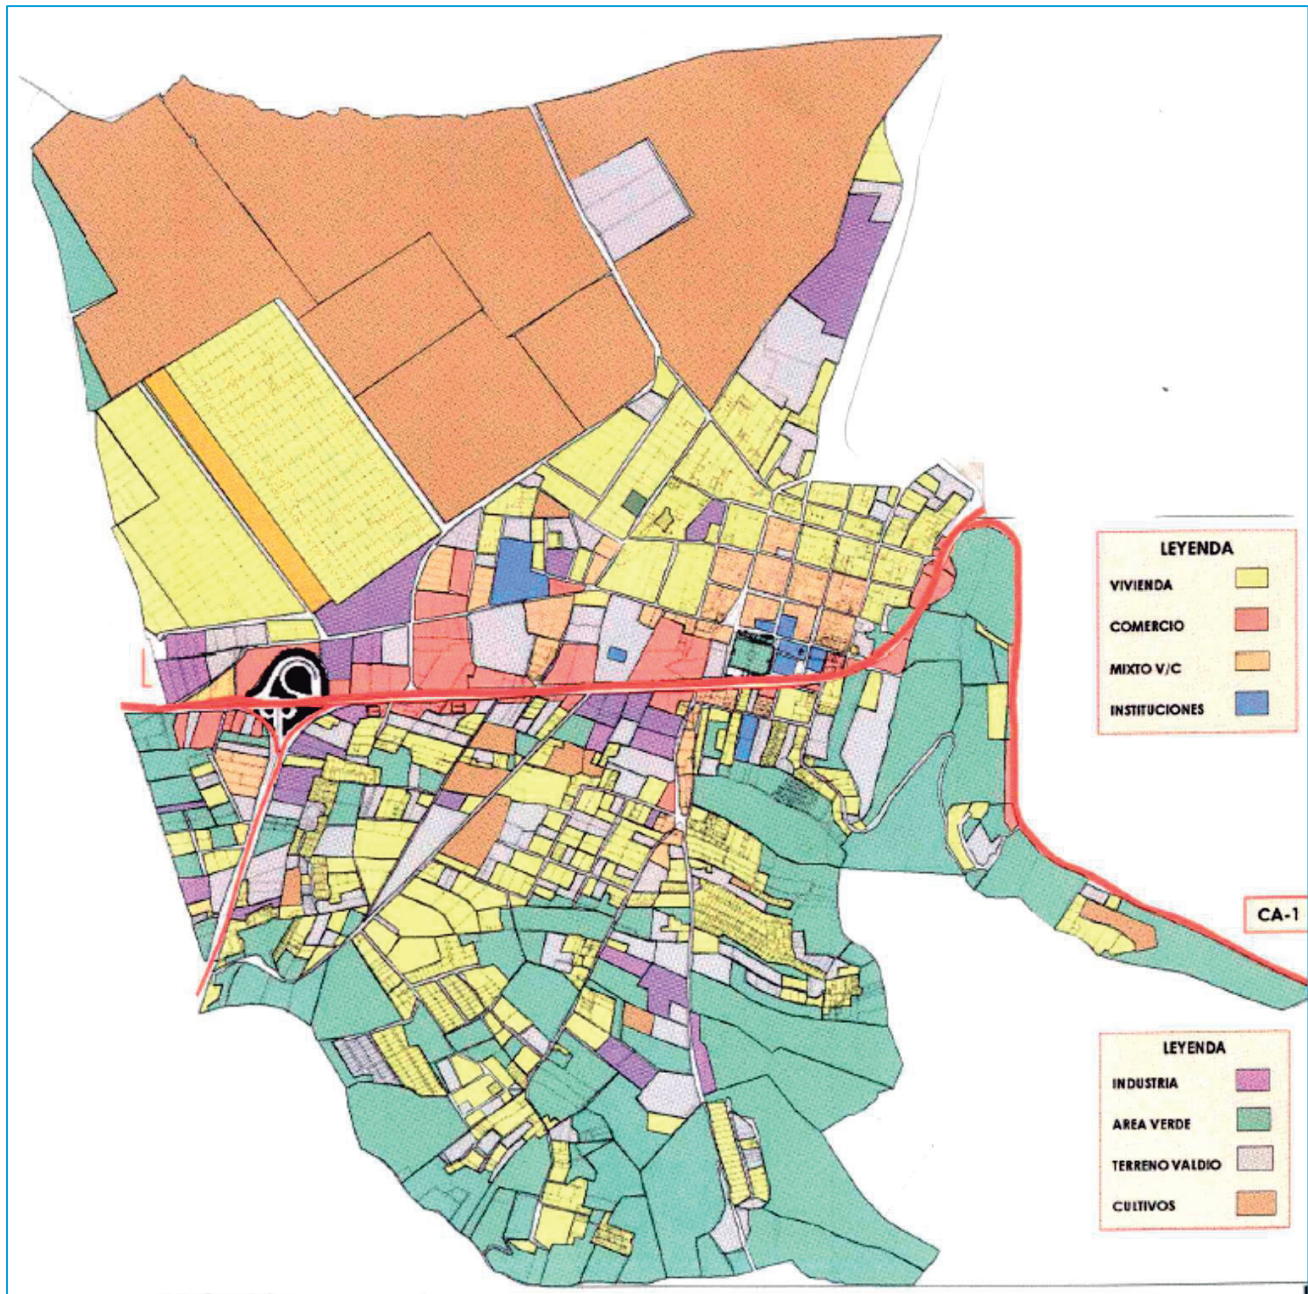 LEYENDA
VIVIENDA
COMERCIO
MIXTO V/C
INSTITUCIONES
CA-1
LEYENDA
INDUSTRIA
AREA VERDE
TERRENO VALDIO
CULTIVOS